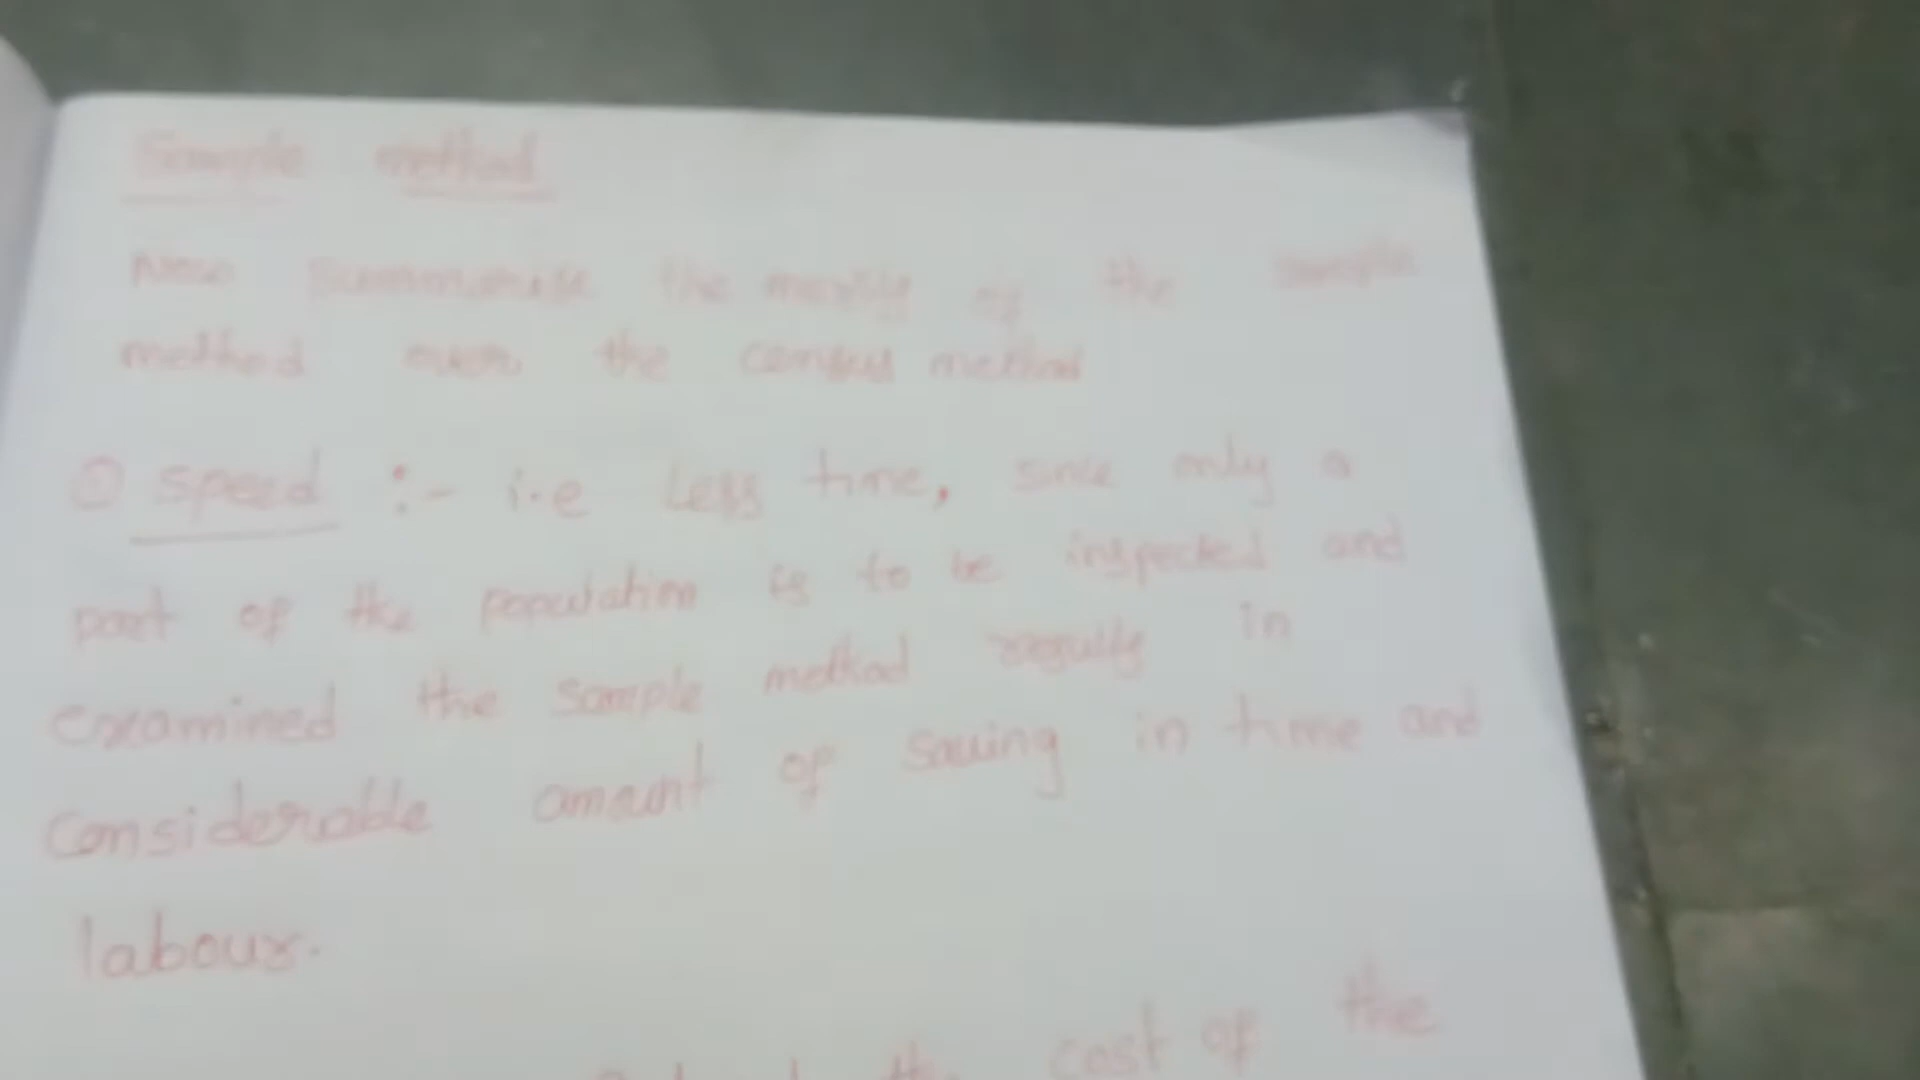 Sample method
Now summarise the merits of the sample
method over the census method
① speed :- i.e Less time, since only a
part of the population is to be inspected and
examined the sample method results in
Considerable amount of saving in time and
labour.
the cost of the